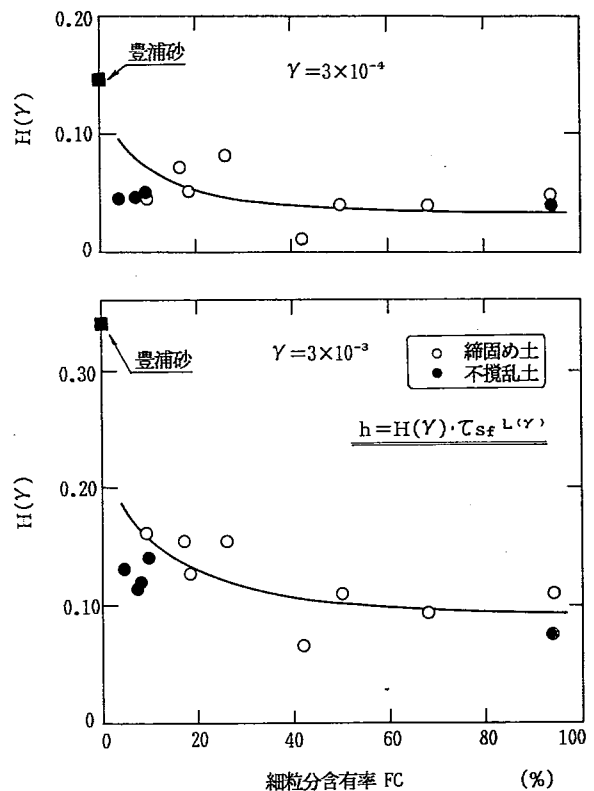 0.20
豊浦砂
γ=3×10⁻⁴
H(γ)
0.10
0
豊浦砂
γ=3×10⁻³
○ 締固め土
● 不撹乱土
0.30
h=H(γ)・τsf L(γ)
0.20
H(γ)
0.10
0
0 20 40 60 80 100
細粒分含有率 FC (%)